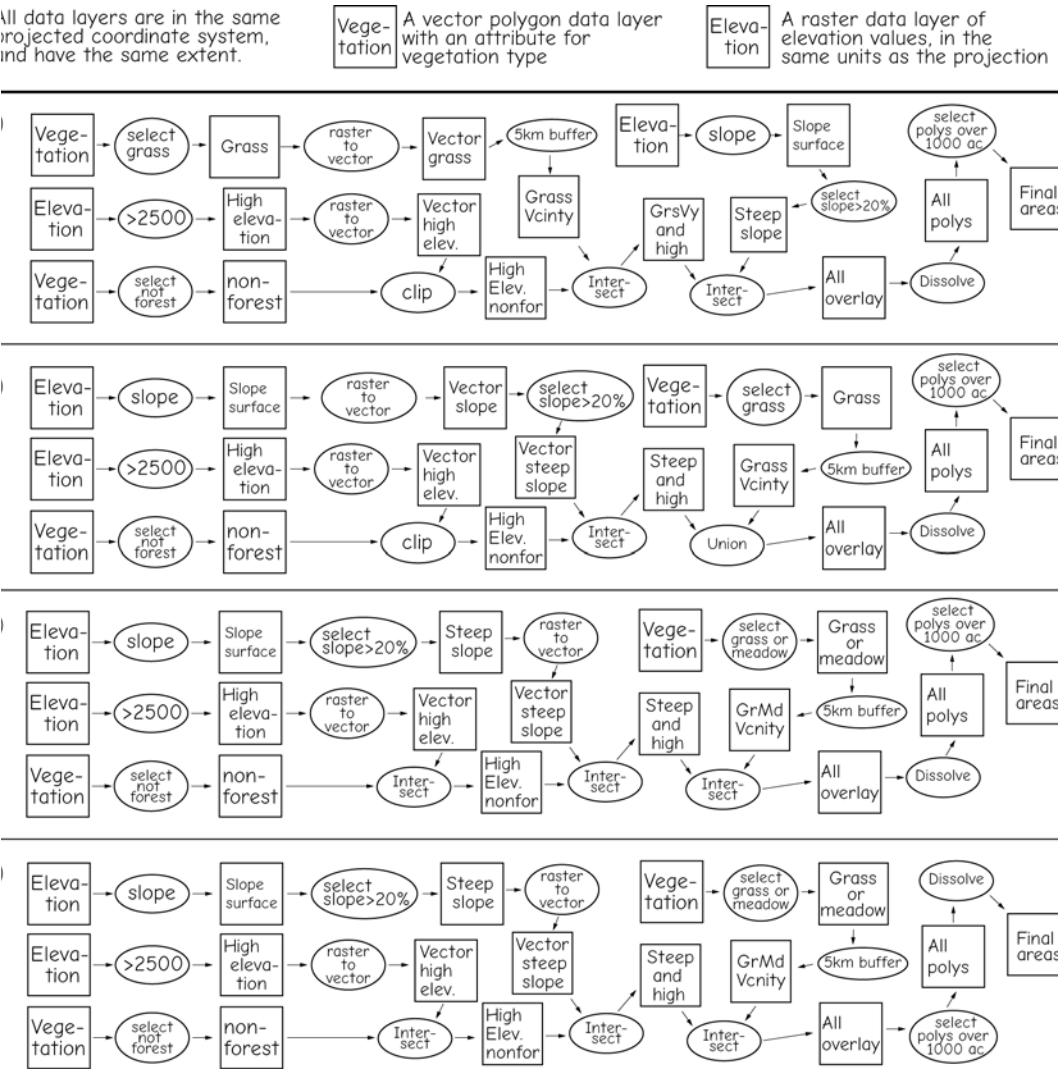 All data layers are in the same
projected coordinate system,
and have the same extent.
Vege-
tation
A vector polygon data layer
with an attribute for
vegetation type
Eleva-
tion
A raster data layer of
elevation values, in the
same units as the projection
)
Vege-
tation
select
grass
Grass
raster
to
vector
Vector
grass
5km buffer
Eleva-
tion
slope
Slope
surface
select
polys over
1000 ac
Final
areas
Eleva-
tion
>2500
High
eleva-
tion
raster
to
vector
Vector
high
elev.
Grass
Vcinty
GrsVy
and
high
Steep
slope
select
slope>20%
All
polys
Vege-
tation
select
not
forest
non-
forest
clip
High
Elev.
nonfor
Inter-
sect
Inter-
sect
All
overlay
Dissolve
)
Eleva-
tion
slope
Slope
surface
raster
to
vector
Vector
slope
select
slope>20%
Vege-
tation
select
grass
Grass
select
polys over
1000 ac
Final
areas
Eleva-
tion
>2500
High
eleva-
tion
raster
to
vector
Vector
high
elev.
Vector
steep
slope
Steep
and
high
Grass
Vcinty
5km buffer
All
polys
Vege-
tation
select
not
forest
non-
forest
clip
High
Elev.
nonfor
Inter-
sect
Union
All
overlay
Dissolve
)
Eleva-
tion
slope
Slope
surface
select
slope>20%
Steep
slope
raster
to
vector
Vege-
tation
select
grass or
meadow
Grass
or
meadow
select
polys over
1000 ac
Final
areas
Eleva-
tion
>2500
High
eleva-
tion
raster
to
vector
Vector
high
elev.
Vector
steep
slope
Steep
and
high
GrMd
Vcnity
5km buffer
All
polys
Vege-
tation
select
not
forest
non-
forest
Inter-
sect
High
Elev.
nonfor
Inter-
sect
Inter-
sect
All
overlay
Dissolve
)
Eleva-
tion
slope
Slope
surface
select
slope>20%
Steep
slope
raster
to
vector
Vege-
tation
select
grass or
meadow
Grass
or
meadow
Dissolve
Final
areas
Eleva-
tion
>2500
High
eleva-
tion
raster
to
vector
Vector
high
elev.
Vector
steep
slope
Steep
and
high
GrMd
Vcnity
5km buffer
All
polys
Vege-
tation
select
not
forest
non-
forest
Inter-
sect
High
Elev.
nonfor
Inter-
sect
Inter-
sect
All
overlay
select
polys over
1000 ac